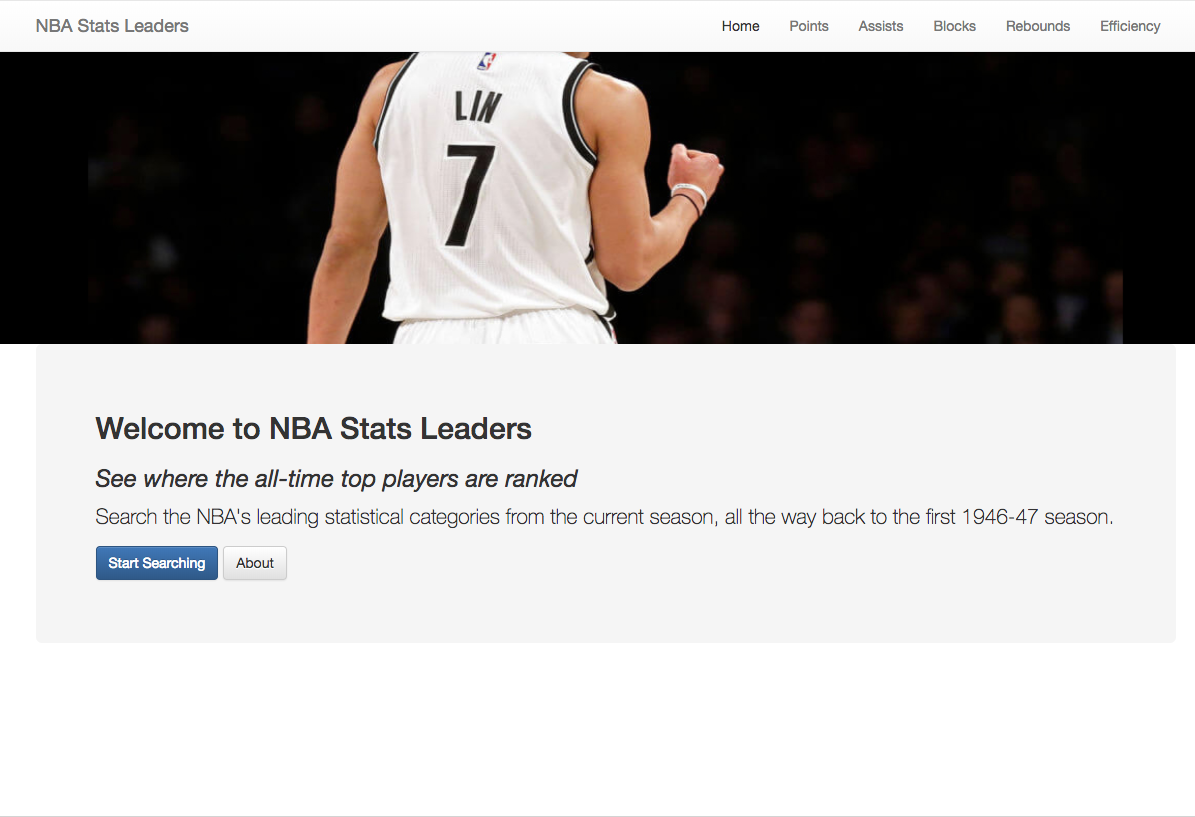 NBA Stats Leaders
Home Points Assists Blocks Rebounds Efficiency
LIN
7
Welcome to NBA Stats Leaders
See where the all-time top players are ranked
Search the NBA's leading statistical categories from the current season, all the way back to the first 1946-47 season.
Start Searching About